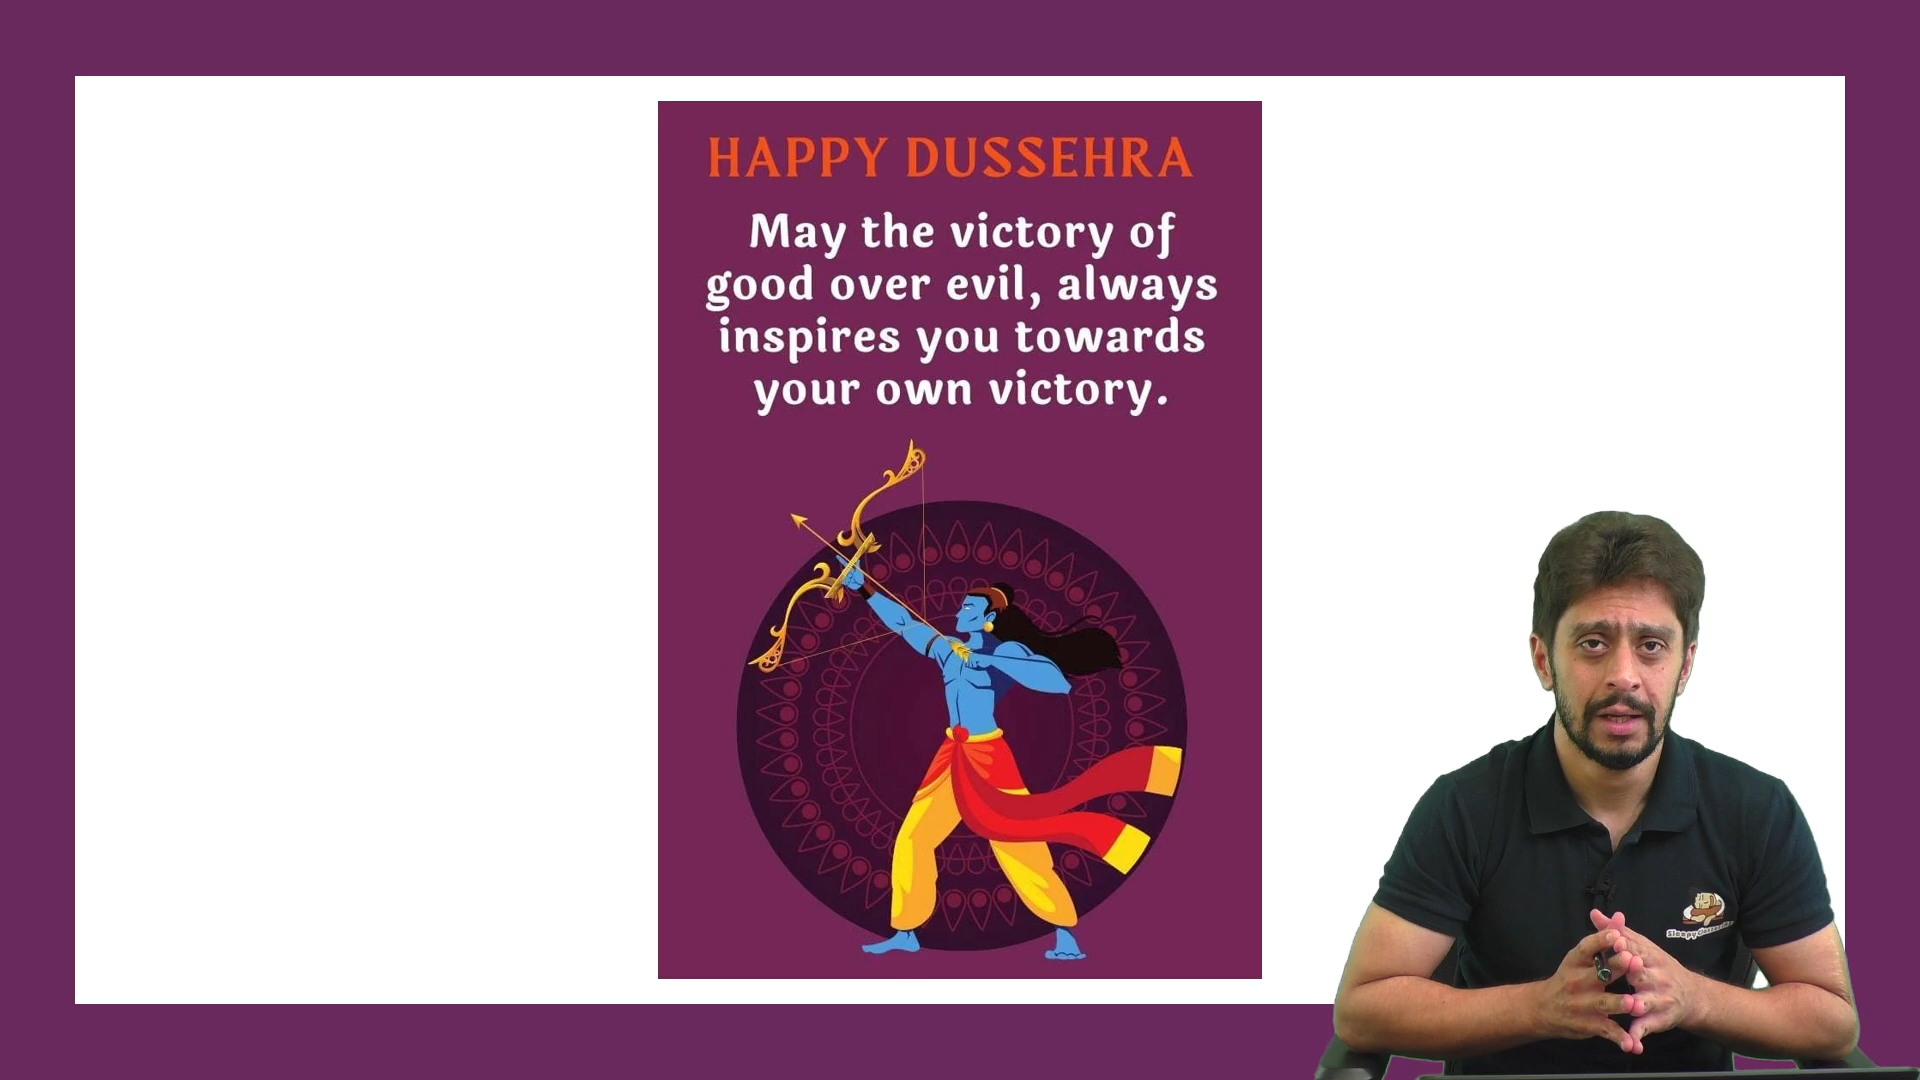 HAPPY DUSSEHRA
May the victory of
good over evil, always
inspires you towards
your own victory.